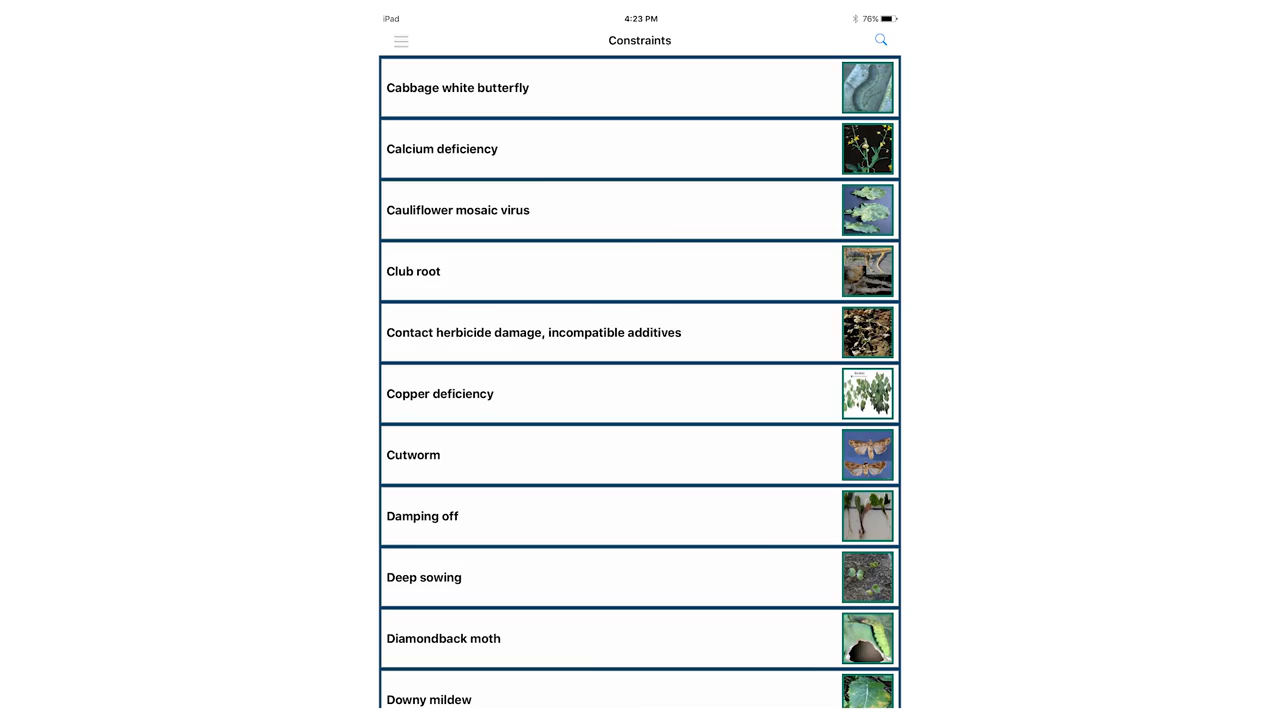 iPad 4:23 PM 76%
Constraints
Cabbage white butterfly
Calcium deficiency
Cauliflower mosaic virus
Club root
Contact herbicide damage, incompatible additives
Copper deficiency
Cutworm
Damping off
Deep sowing
Diamondback moth
Downy mildew